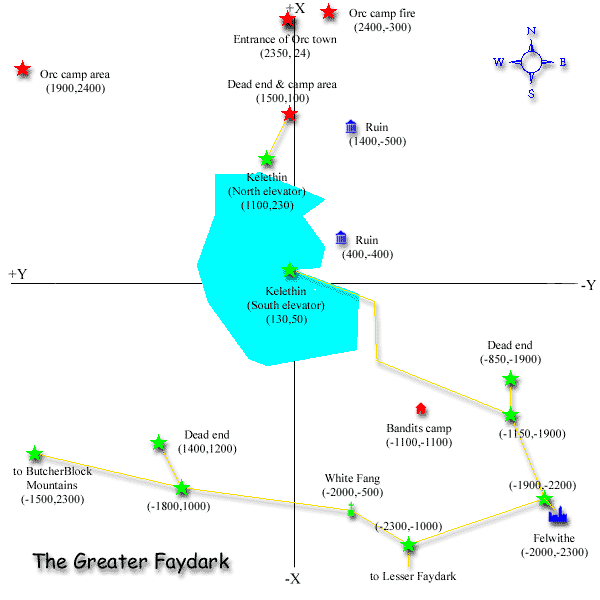 +X
Orc camp fire
(2400,-300)
N
W E
S
Entrance of Orc town
(2350, 24)
Orc camp area
(1900,2400)
Dead end & camp area
(1500,100)
Ruin
(1400,-500)
Kelethin
(North elevator)
(1100,230)
Ruin
(400,-400)
+Y
-Y
Kelethin
(South elevator)
(130,50)
Dead end
(-850,-1900)
Bandits camp
(-1100,-1100)
(-1150,-1900)
Dead end
(1400,1200)
to ButcherBlock
Mountains
(-1500,2300)
(-1800,1000)
White Fang
(-2000,-500)
(-1900,-2200)
(-2300,-1000)
Felwithe
(-2000,-2300)
The Greater Faydark
-X
to Lesser Faydark